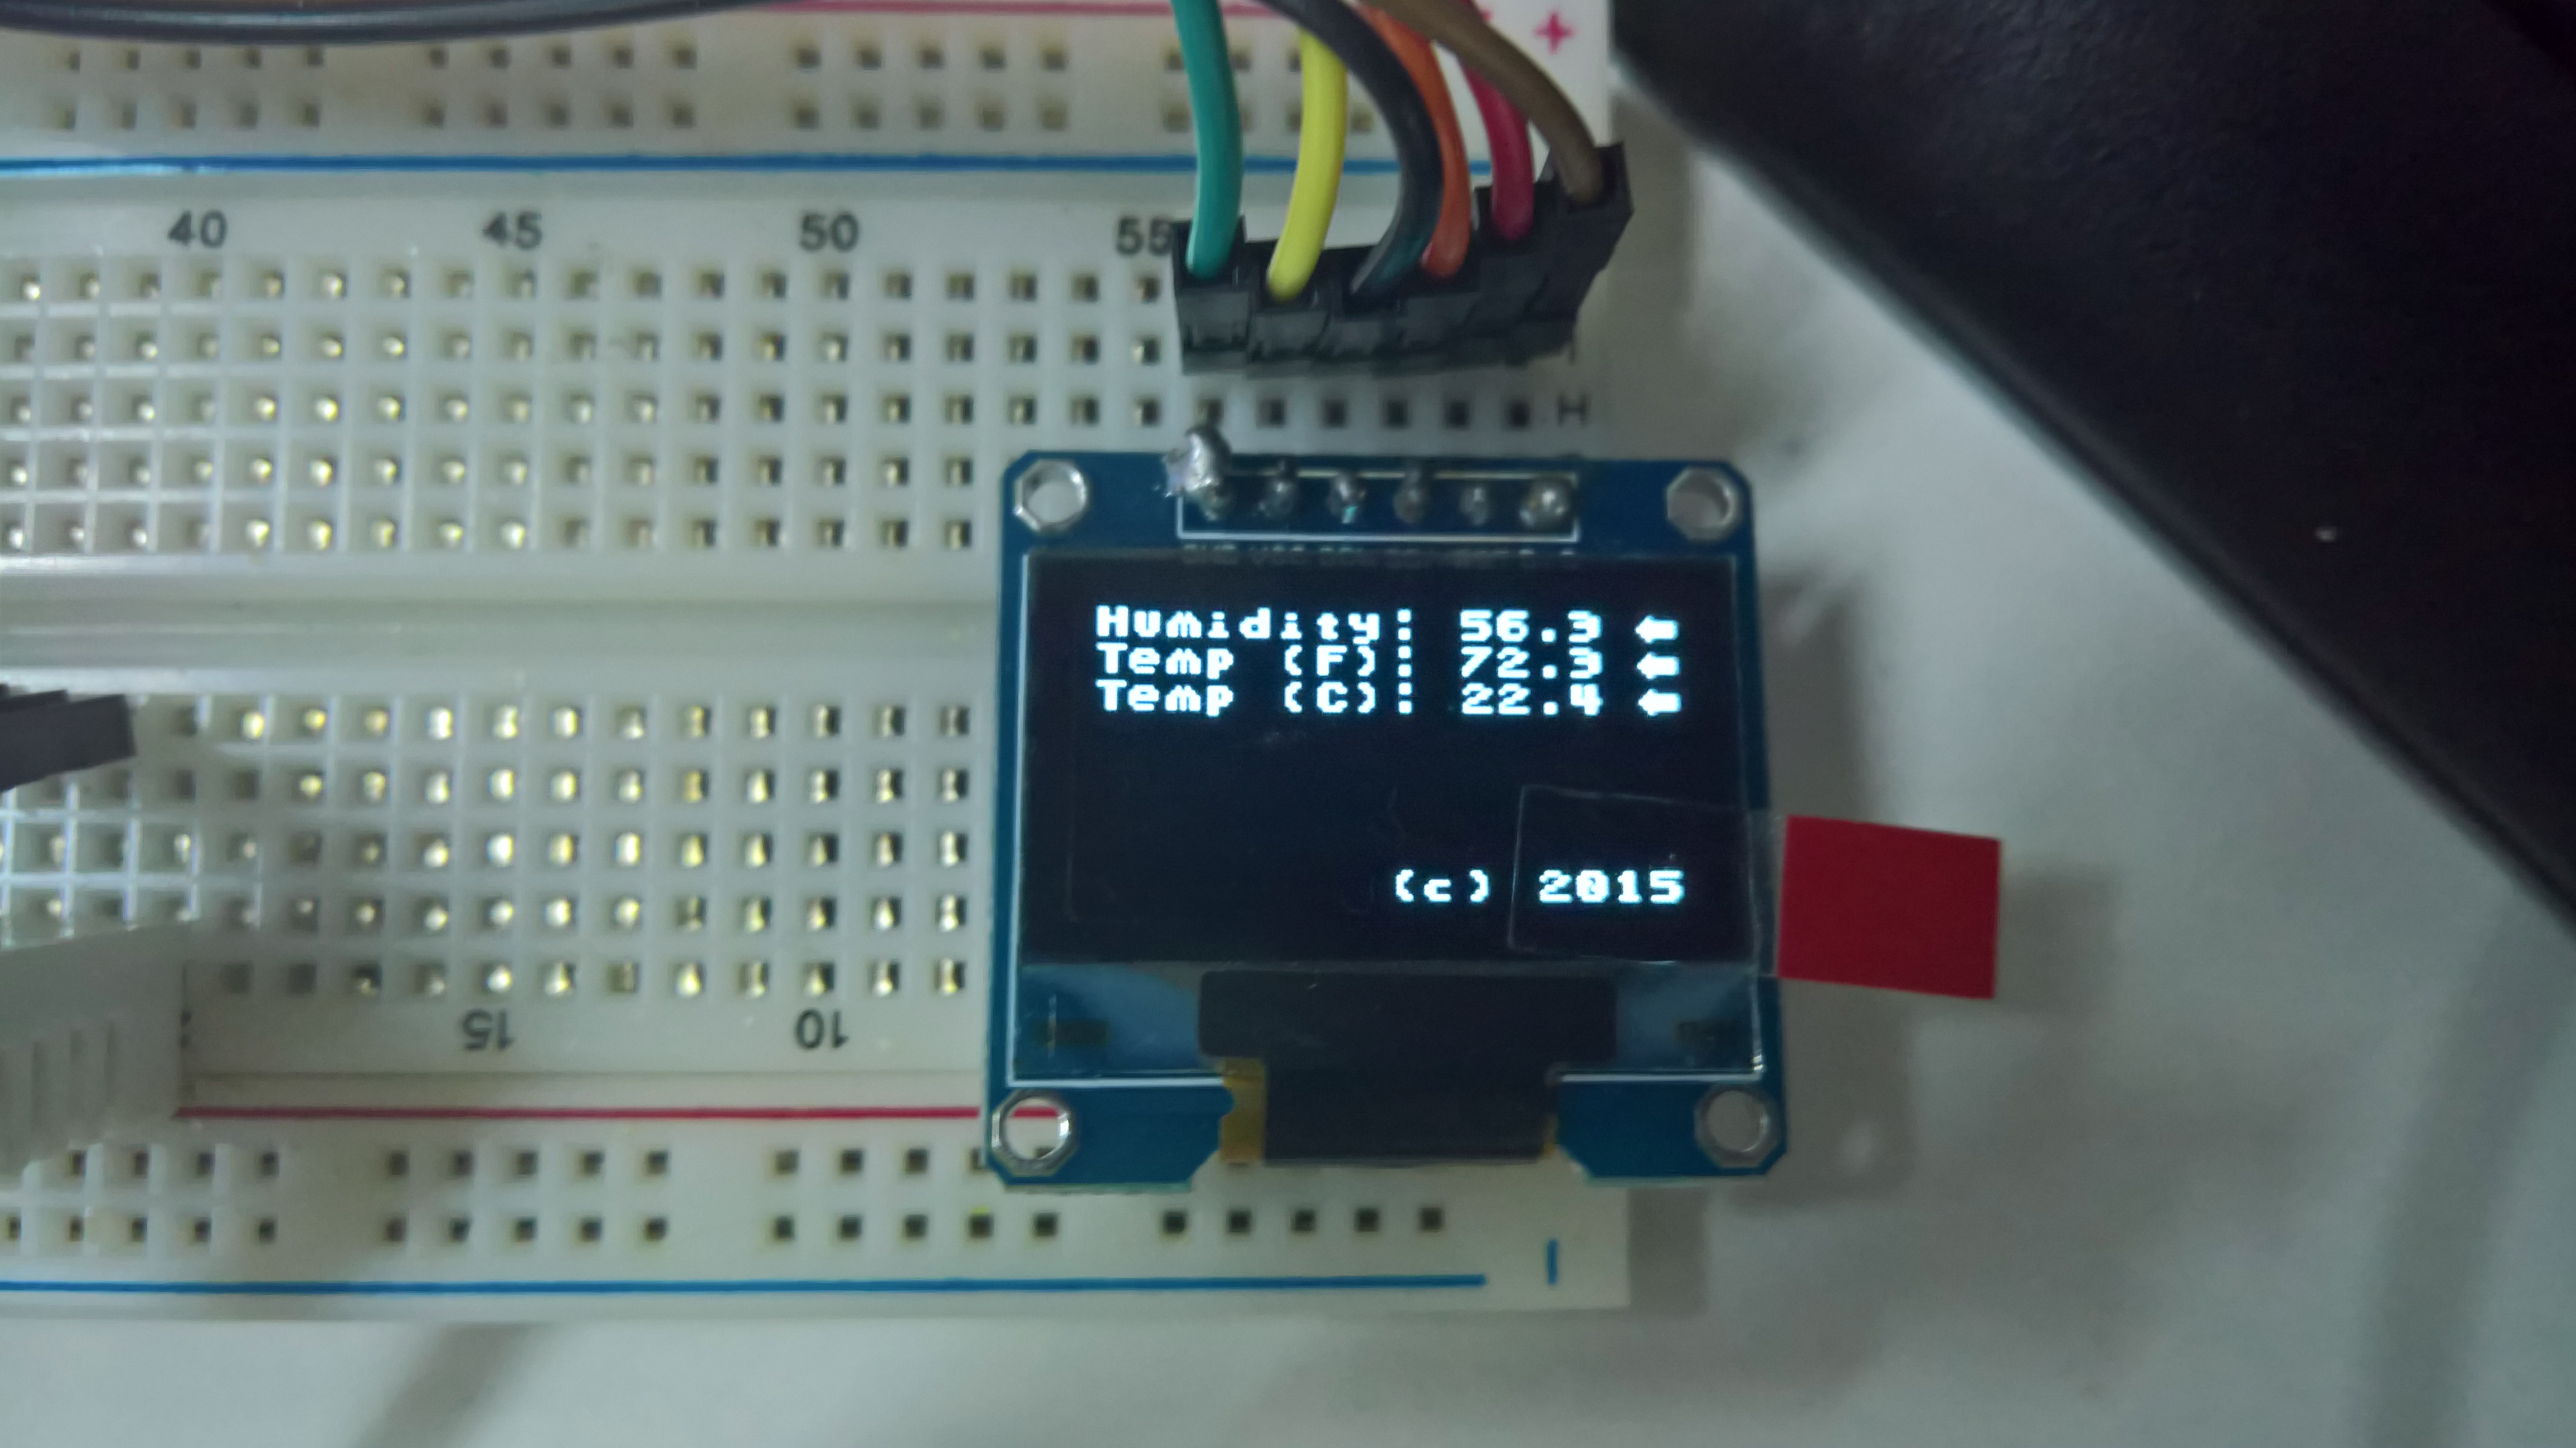 +
40 45 50 55
H
Humidity: 56.3 ←
Temp (F): 72.3 ←
Temp (C): 22.4 ←
(c) 2015
15 10